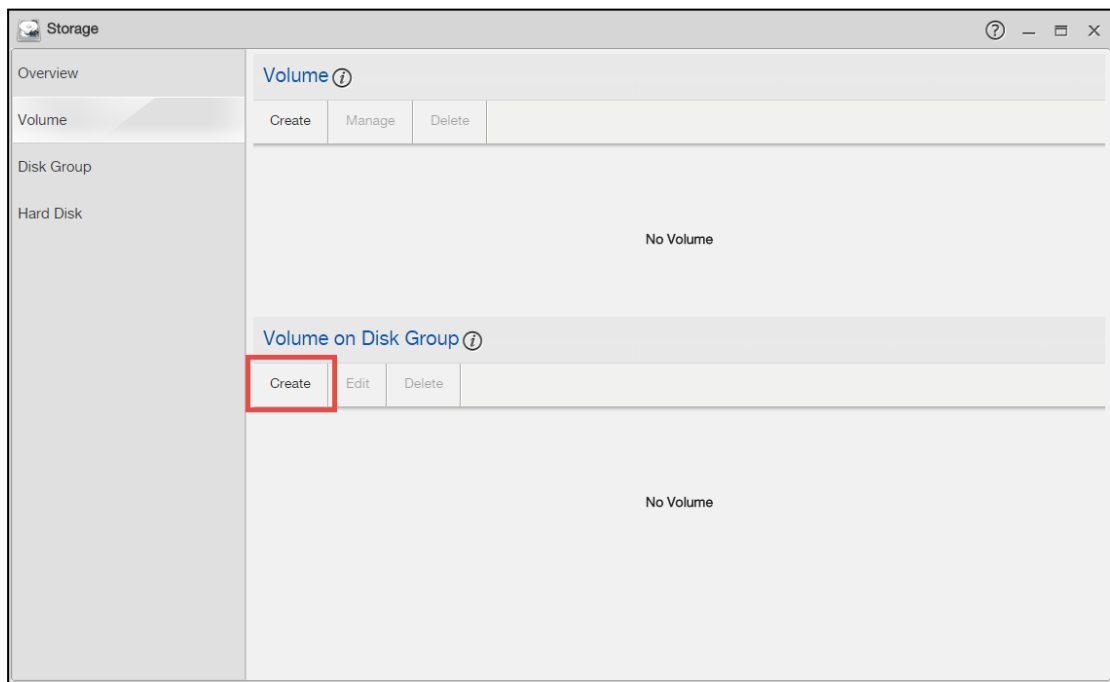 Storage
Overview
Volume
Disk Group
Hard Disk
Volume
Create Manage Delete
No Volume
Volume on Disk Group
Create Edit Delete
No Volume